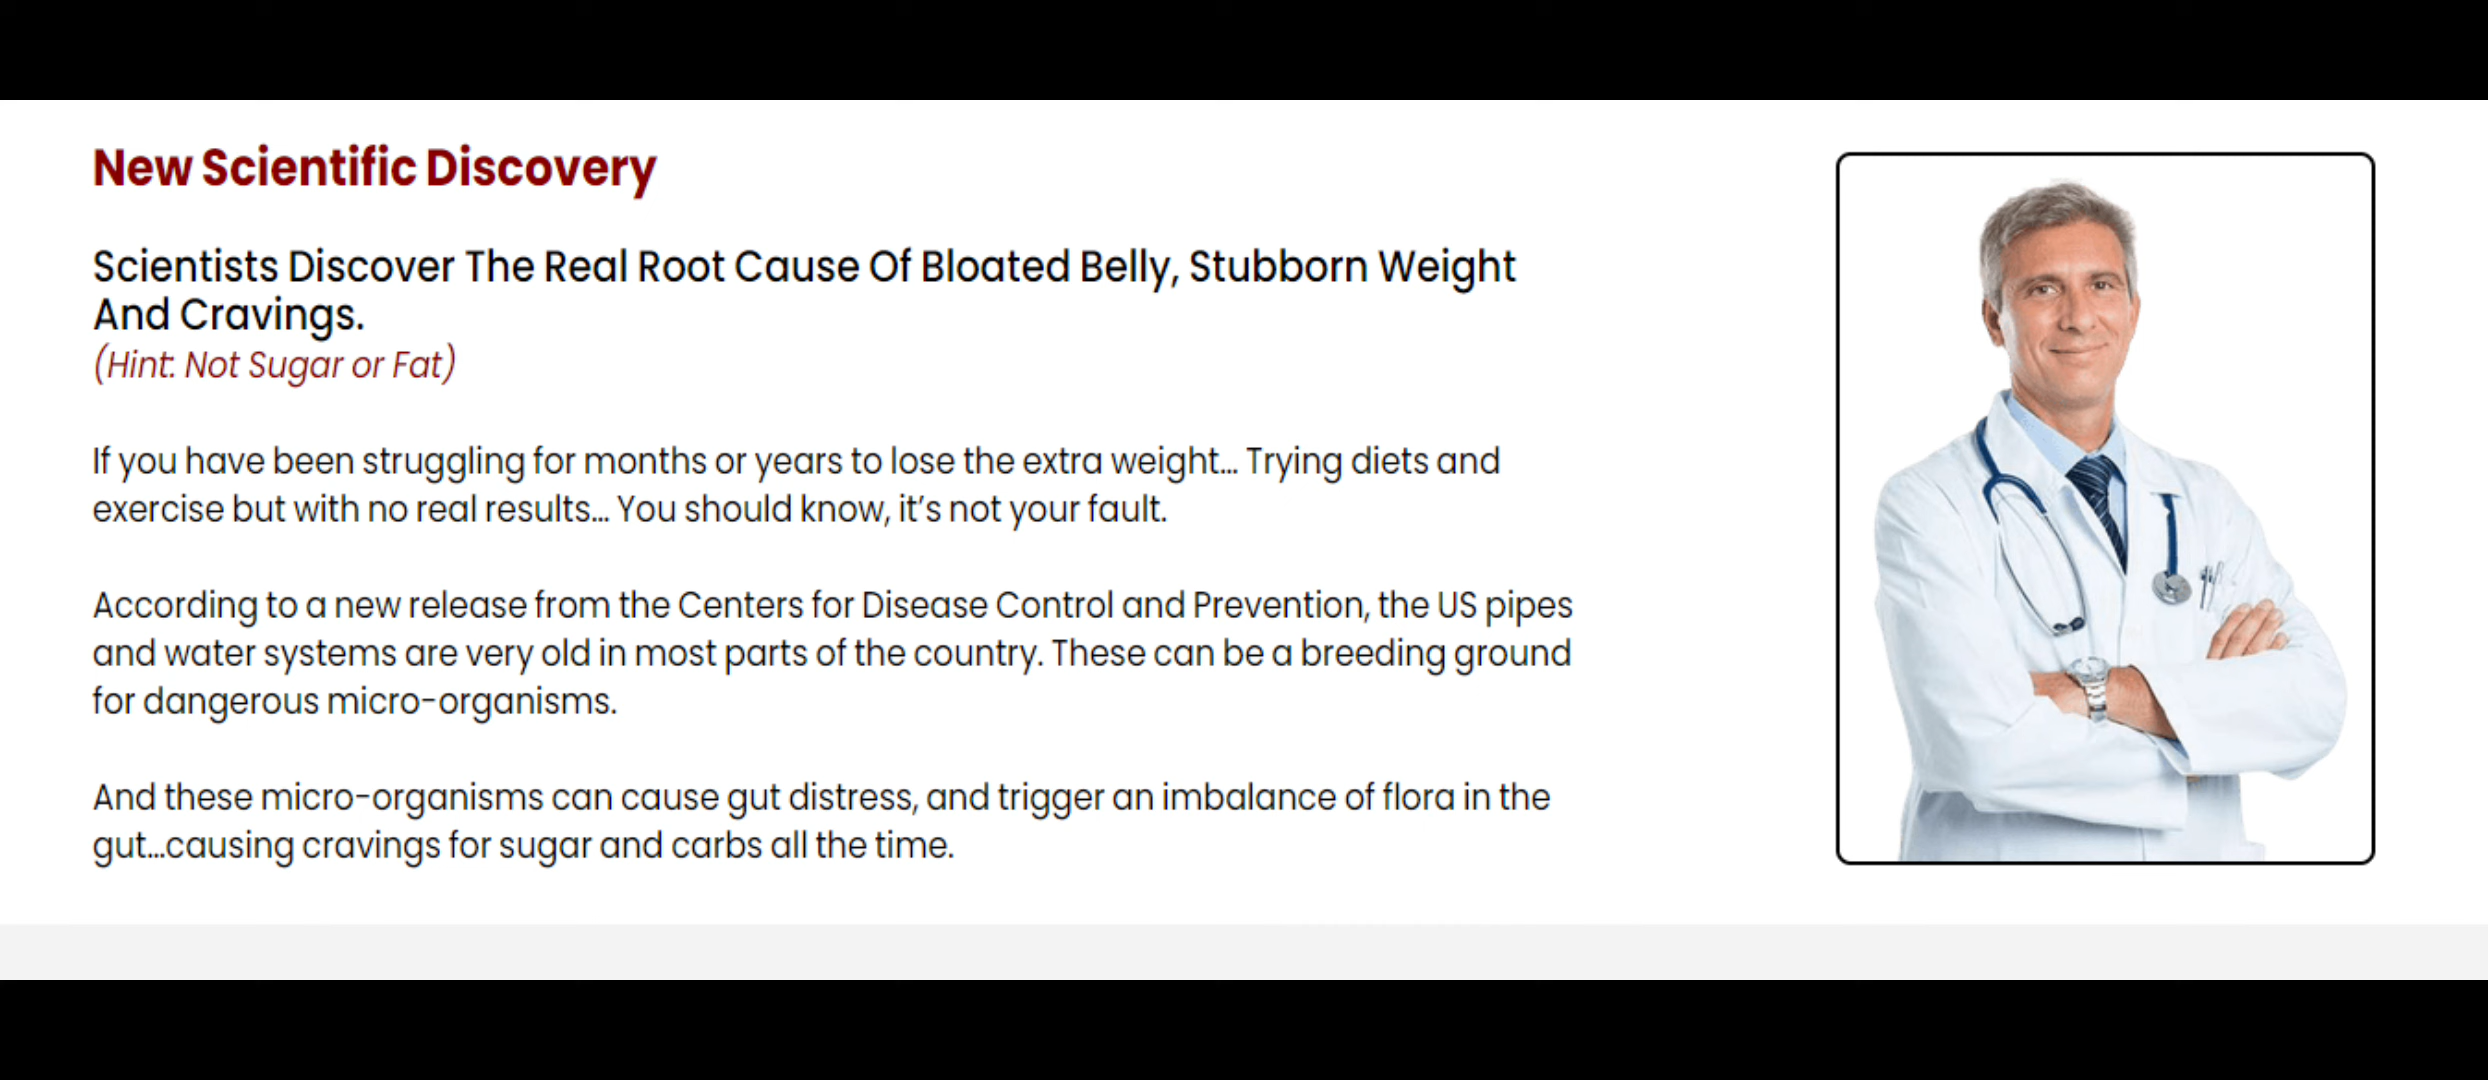 New Scientific Discovery
Scientists Discover The Real Root Cause Of Bloated Belly, Stubborn Weight
And Cravings.
(Hint: Not Sugar or Fat)
If you have been struggling for months or years to lose the extra weight... Trying diets and
exercise but with no real results... You should know, it’s not your fault.
According to a new release from the Centers for Disease Control and Prevention, the US pipes
and water systems are very old in most parts of the country. These can be a breeding ground
for dangerous micro-organisms.
And these micro-organisms can cause gut distress, and trigger an imbalance of flora in the
gut...causing cravings for sugar and carbs all the time.